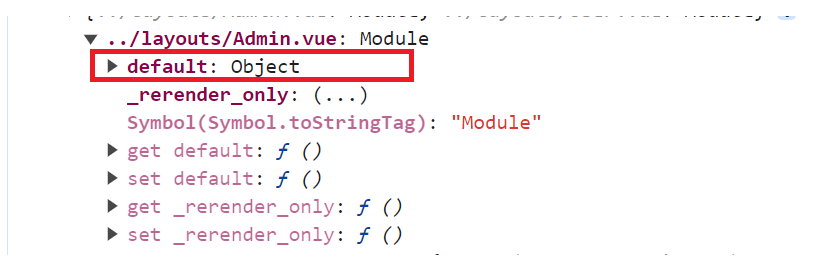 ▼ ../layouts/Admin.vue: Module
▶ default: Object
_rerender_only: (...)
Symbol(Symbol.toStringTag): "Module"
▶ get default: ƒ ()
▶ set default: ƒ ()
▶ get _rerender_only: ƒ ()
▶ set _rerender_only: ƒ ()